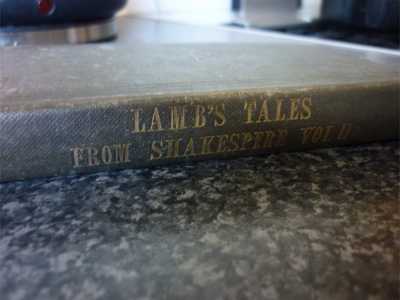 LAMB'S TALES
FROM SHAKESPERE VOL II